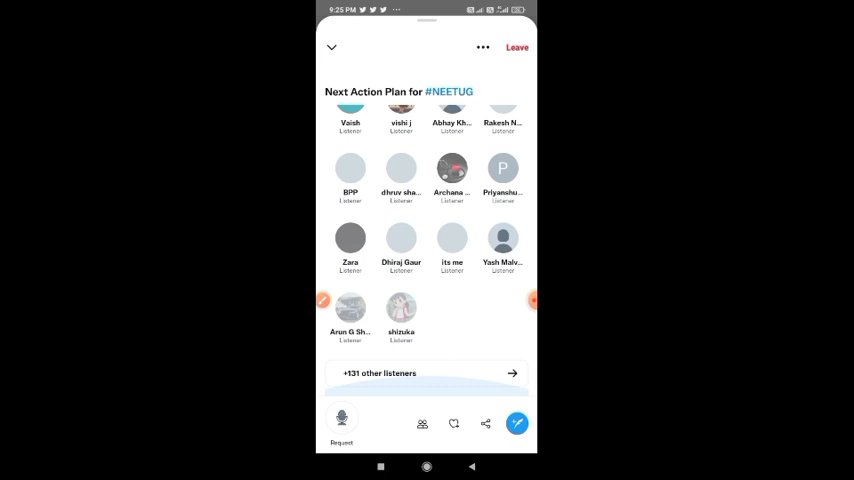 9:25 PM
Leave
Next Action Plan for #NEETUG
Vaish vishi j Abhay Kh... Rakesh N...
Listener Listener Listener Listener
P
BPP dhruv sha... Archana ... Priyanshu...
Listener Listener Listener Listener
Zara Dhiraj Gaur its me Yash Malv...
Listener Listener Listener Listener
Arun G Sh... shizuka
Listener Listener
+131 other listeners
Request